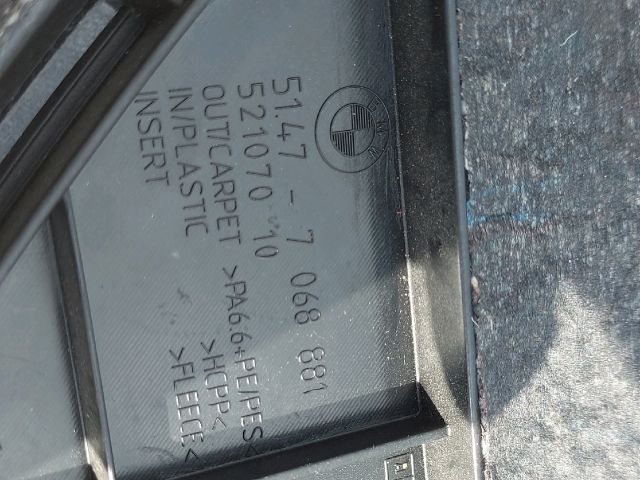 BMW
51.47 - 7 068 881
521070 10
OUT/CARPET >PA6.6+PE/PES<
IN/PLASTIC >HCPP<
INSERT >FLEECE<